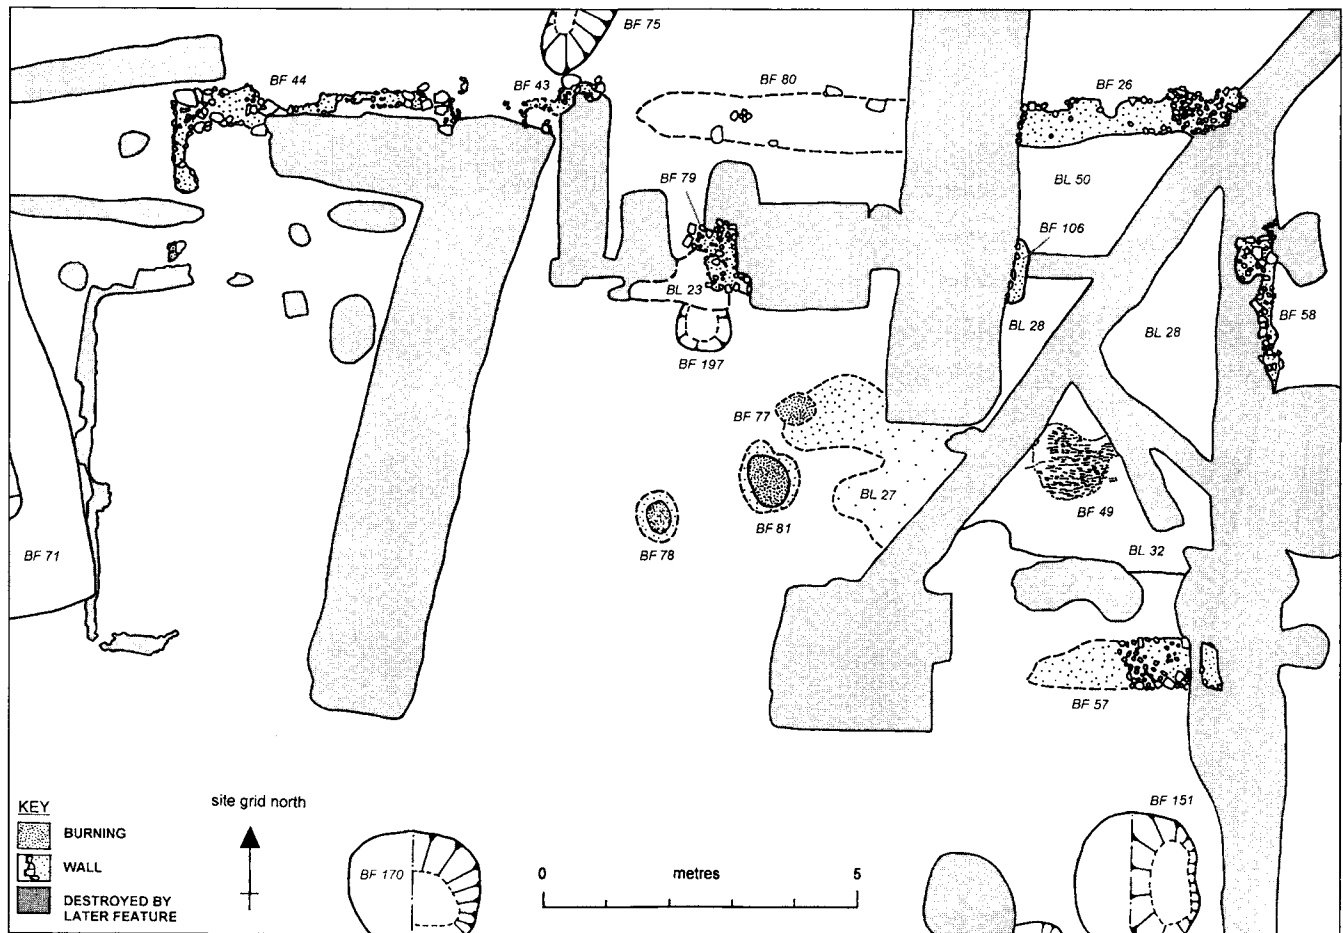 BF 75
BF 44
BF 43
BF 80
BF 26
BL 50
BF 79
BF 106
BL 23
BL 28
BL 28
BF 58
BF 197
BF 77
BL 27
BF 49
BF 81
BF 78
BL 32
BF 71
BF 57
KEY
BURNING
WALL
DESTROYED BY
LATER FEATURE
site grid north
BF 170
0 metres 5
BF 151